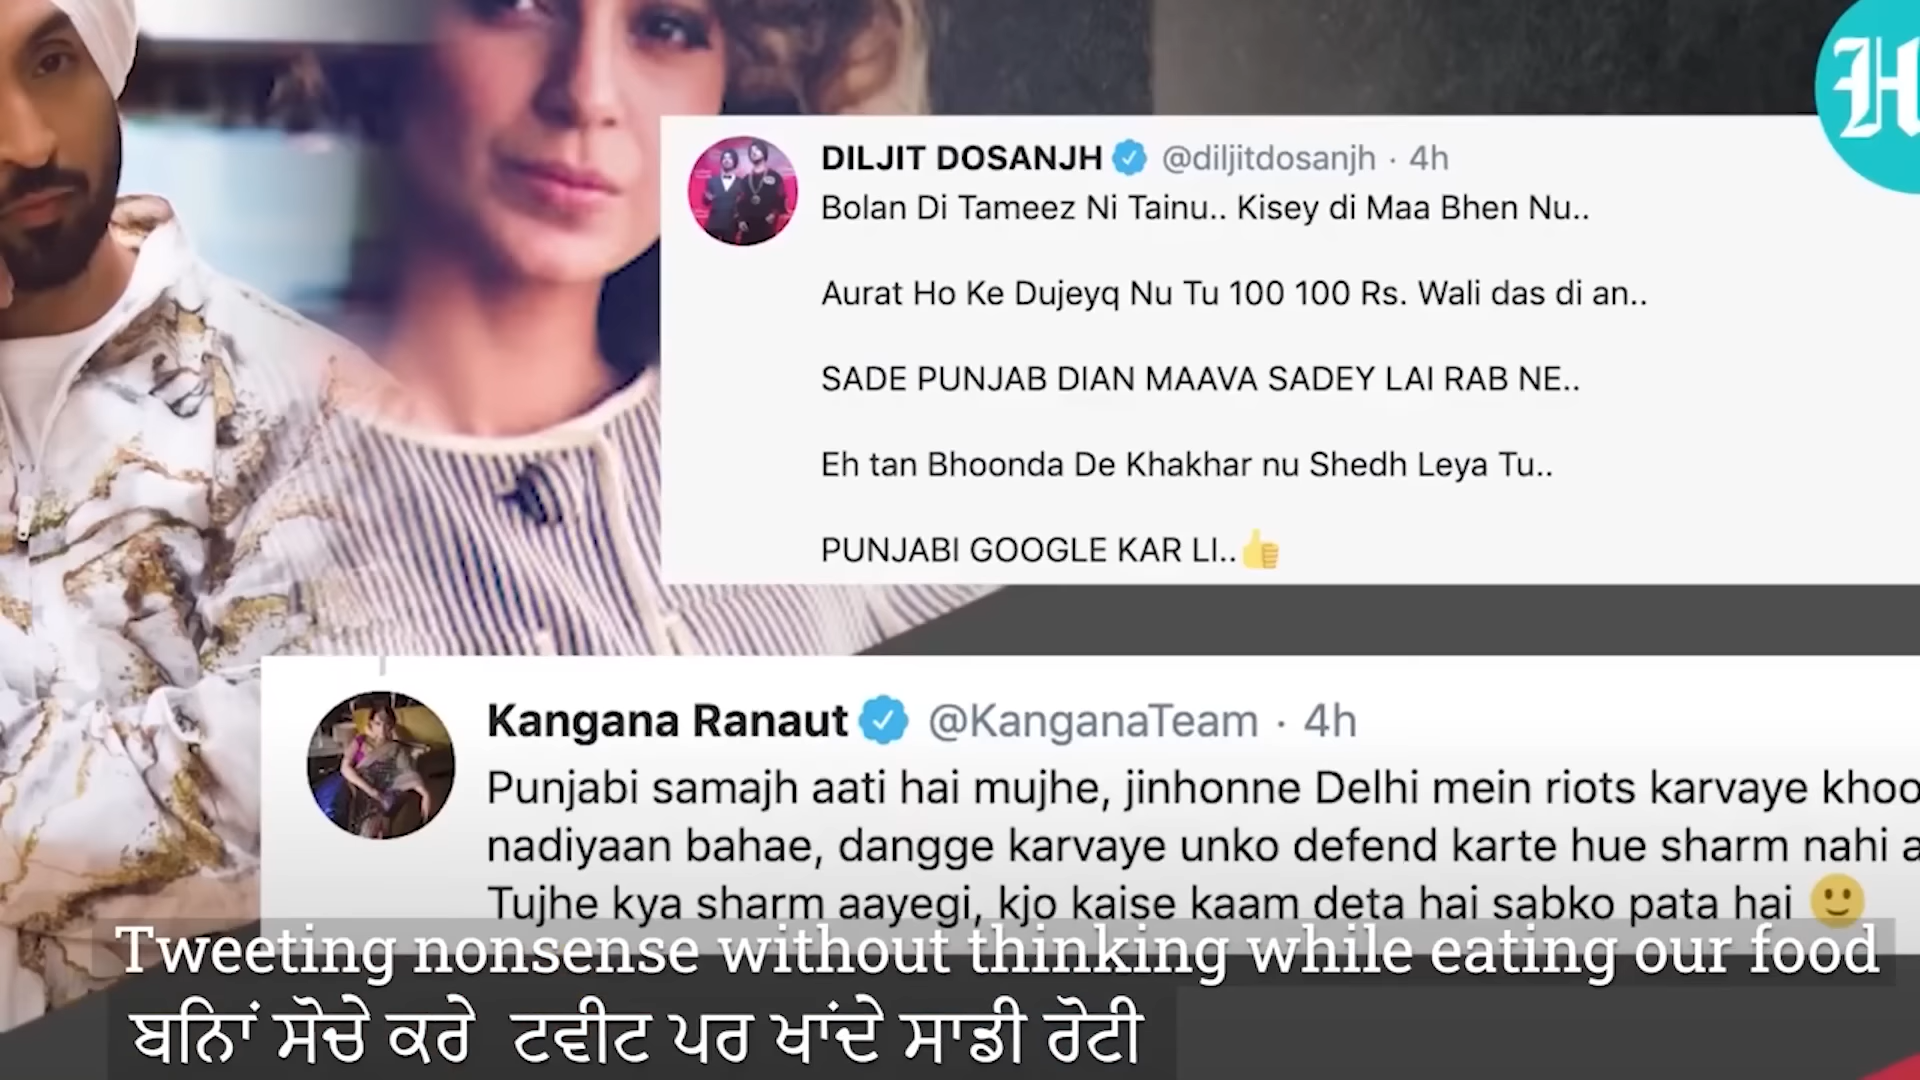 H
DILJIT DOSANJH @diljitdosanjh · 4h
Bolan Di Tameez Ni Tainu.. Kisey di Maa Bhen Nu..
Aurat Ho Ke Dujeyq Nu Tu 100 100 Rs. Wali das di an..
SADE PUNJAB DIAN MAAVA SADEY LAI RAB NE..
Eh tan Bhoonda De Khakhar nu Shedh Leya Tu..
PUNJABI GOOGLE KAR LI..👍
Kangana Ranaut @KanganaTeam · 4h
Punjabi samajh aati hai mujhe, jinhonne Delhi mein riots karvaye
nadiyaan bahae, dangge karvaye unko defend karte hue sharm nahi
Tujhe kya sharm aayegi, kjo kaise kaam deta hai sabko pata hai 🙂
Tweeting nonsense without thinking while eating our food
ਬਿਨਾਂ ਸੋਚੇ ਕਰੇ ਟਵੀਟ ਪਰ ਖਾਂਦੇ ਸਾਡੀ ਰੋਟੀ